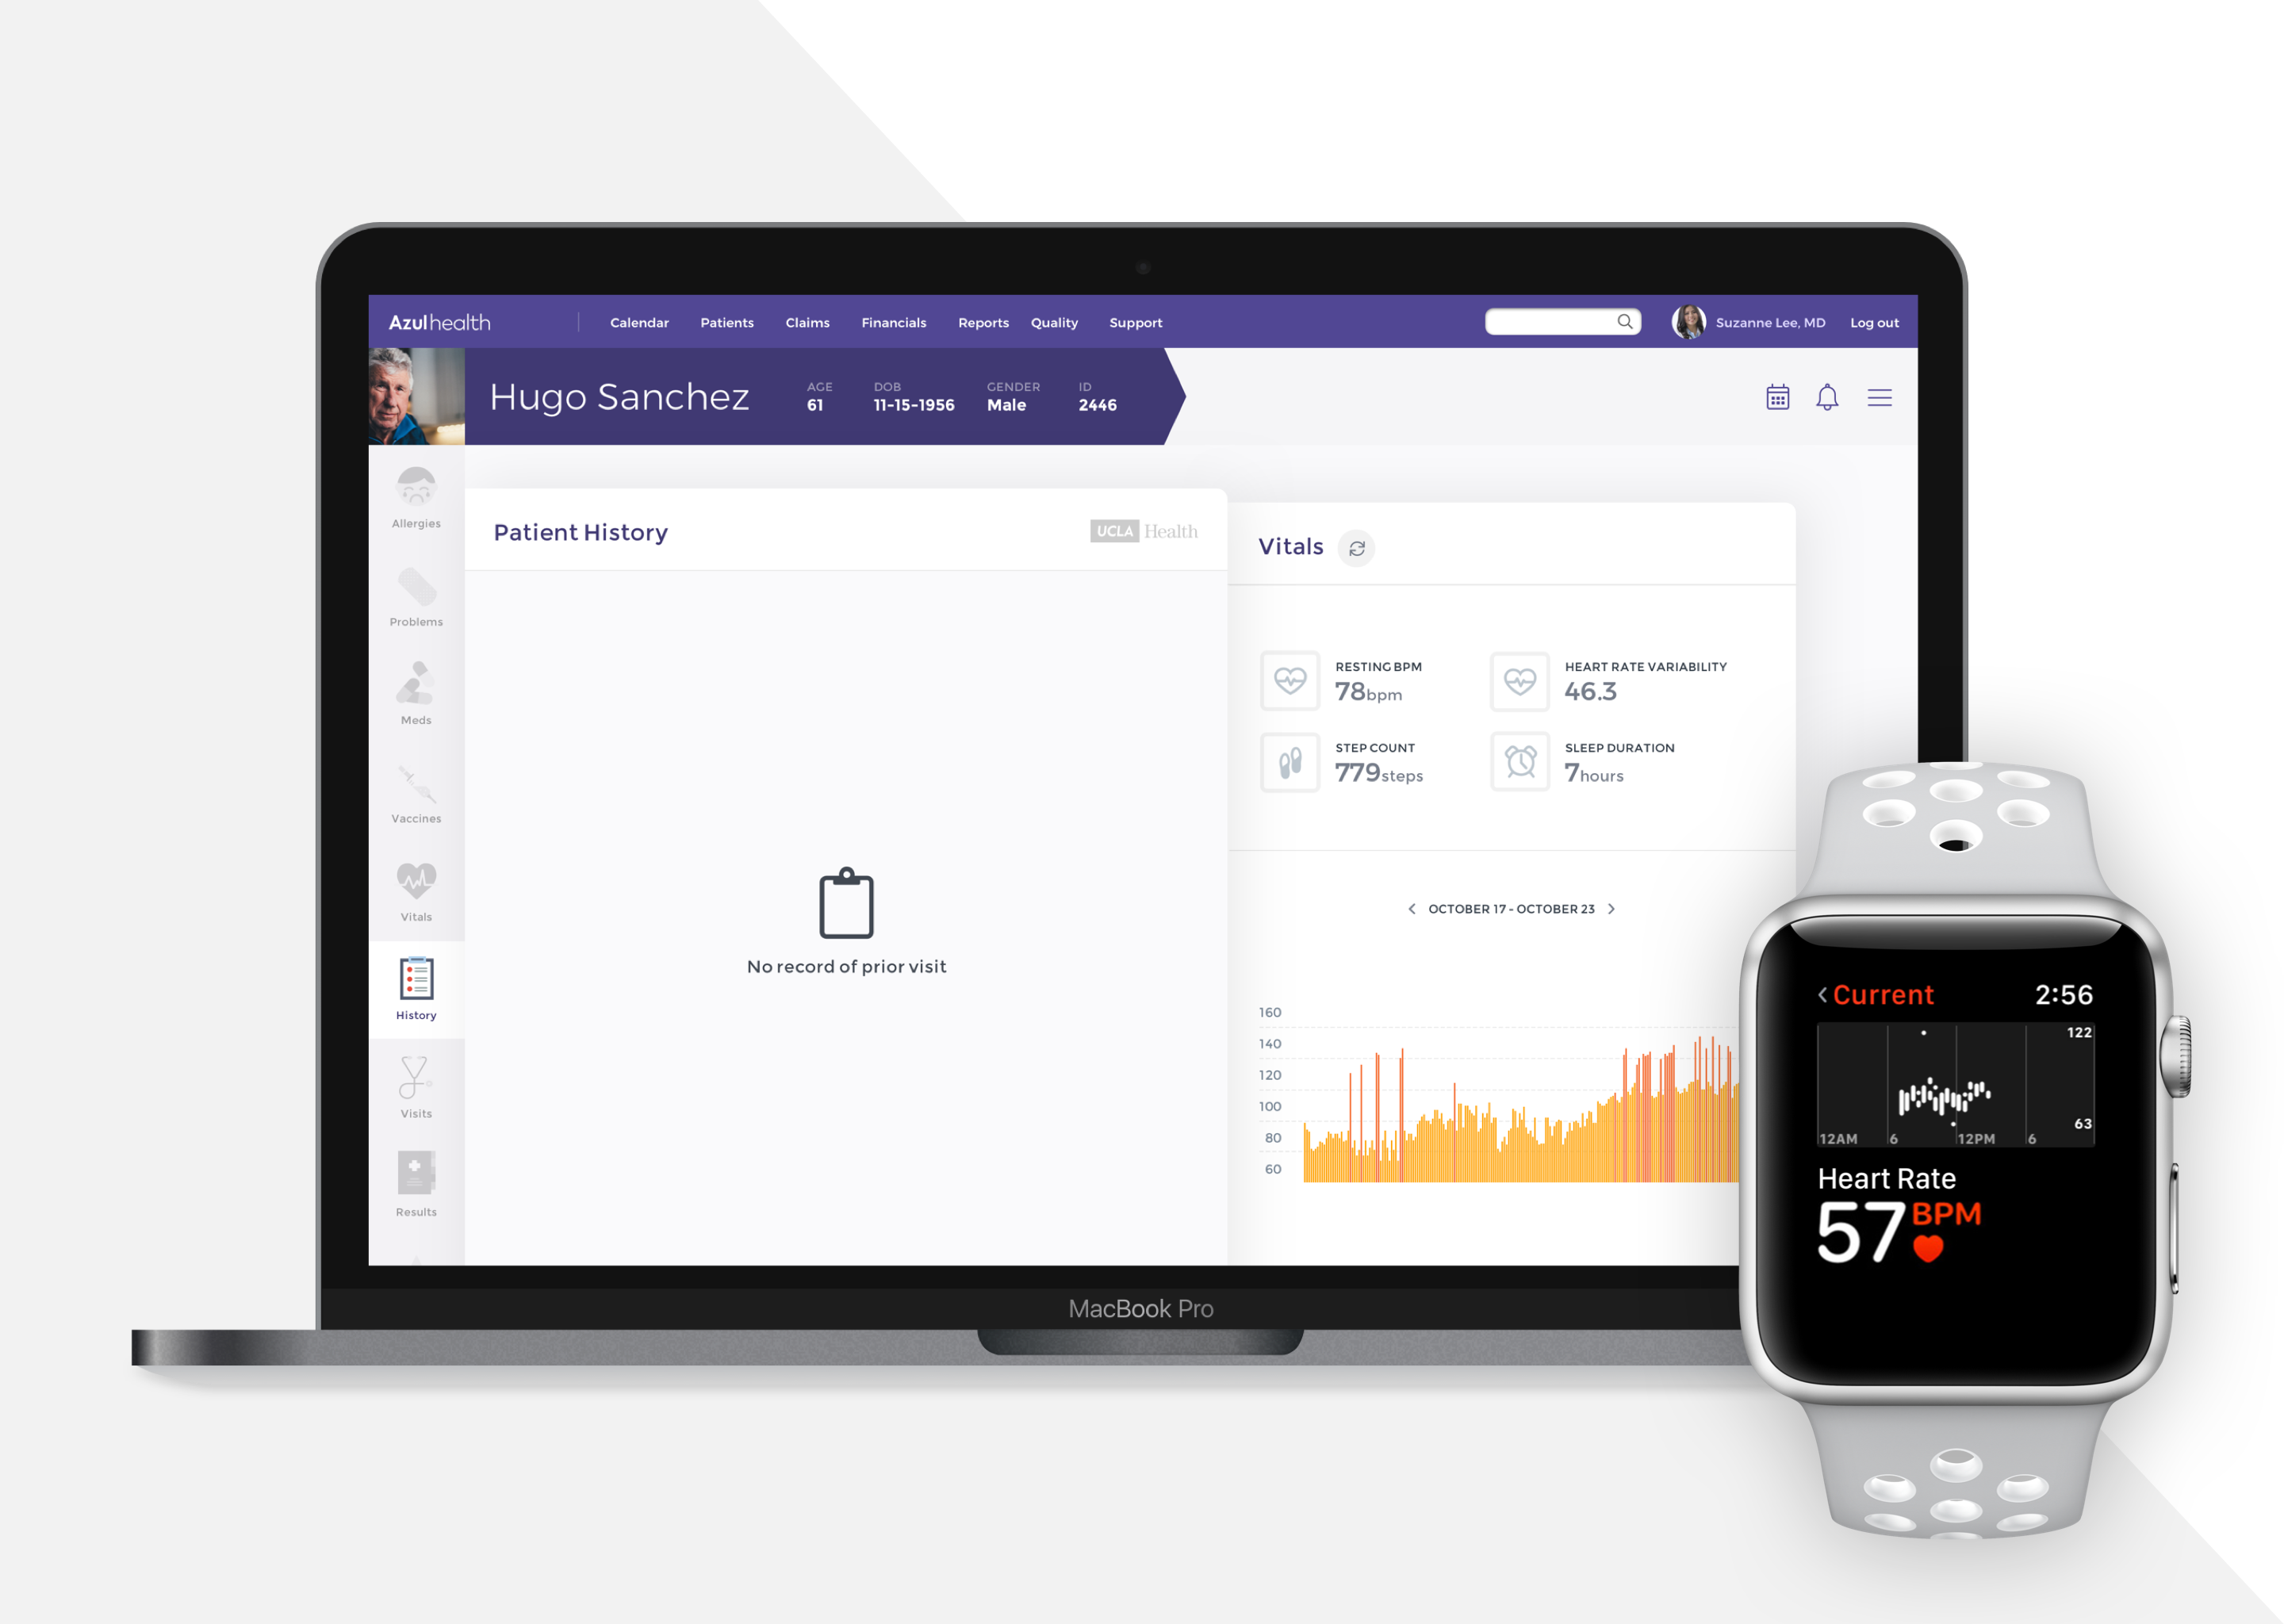 Azulhealth
Calendar Patients Claims Financials Reports Quality Support
Suzanne Lee, MD Log out
Hugo Sanchez
AGE DOB GENDER ID
61 11-15-1956 Male 2446
Allergies
Problems
Meds
Vaccines
Vitals
History
Visits
Results
Patient History
UCLA Health
No record of prior visit
Vitals
RESTING BPM
78bpm
HEART RATE VARIABILITY
46.3
STEP COUNT
779steps
SLEEP DURATION
7hours
OCTOBER 17 - OCTOBER 23
160
140
120
100
80
60
MacBook Pro
Current 2:56
122
63
12AM 6 12PM 6
Heart Rate
57 BPM